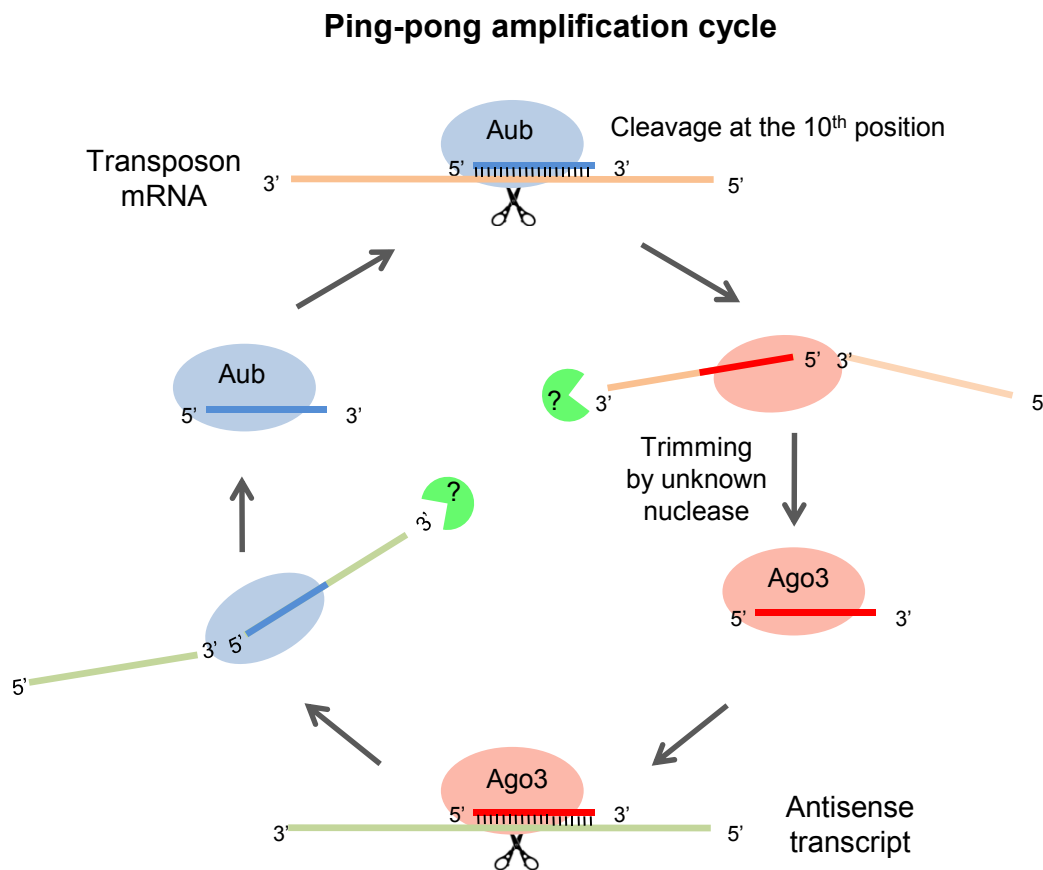 Ping-pong amplification cycle
Aub
Cleavage at the 10th position
Transposon
mRNA
5’
3’
3’
5’
Aub
5’
3’
5’
3’
?
3’
5
Trimming
by unknown
nuclease
?
3’
Ago3
5’
3’
3’
5’
5’
Ago3
5’
3’
3’
5’
Antisense
transcript